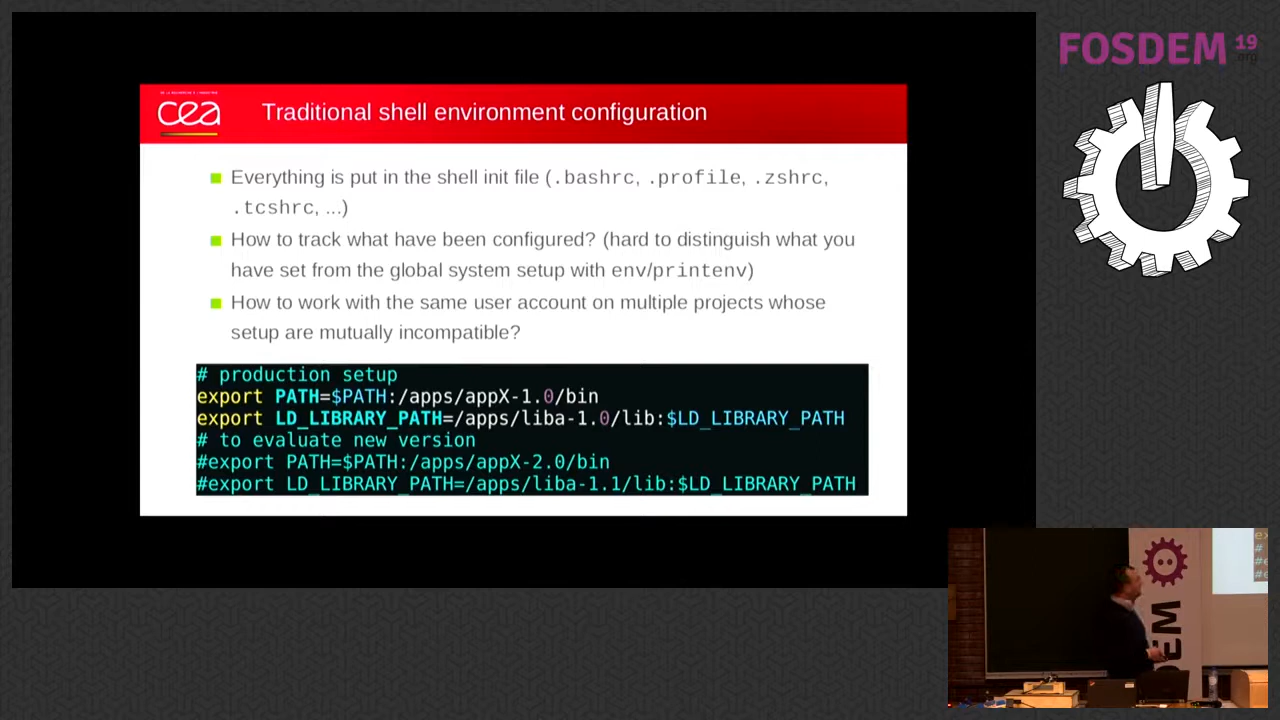 FOSDEM 19
.org
cea
Traditional shell environment configuration
Everything is put in the shell init file (.bashrc, .profile, .zshrc,
.tcshrc, ...)
How to track what have been configured? (hard to distinguish what you
have set from the global system setup with env/printenv)
How to work with the same user account on multiple projects whose
setup are mutually incompatible?
# production setup
export PATH=$PATH:/apps/appX-1.0/bin
export LD_LIBRARY_PATH=/apps/liba-1.0/lib:$LD_LIBRARY_PATH
# to evaluate new version
#export PATH=$PATH:/apps/appX-2.0/bin
#export LD_LIBRARY_PATH=/apps/liba-1.1/lib:$LD_LIBRARY_PATH